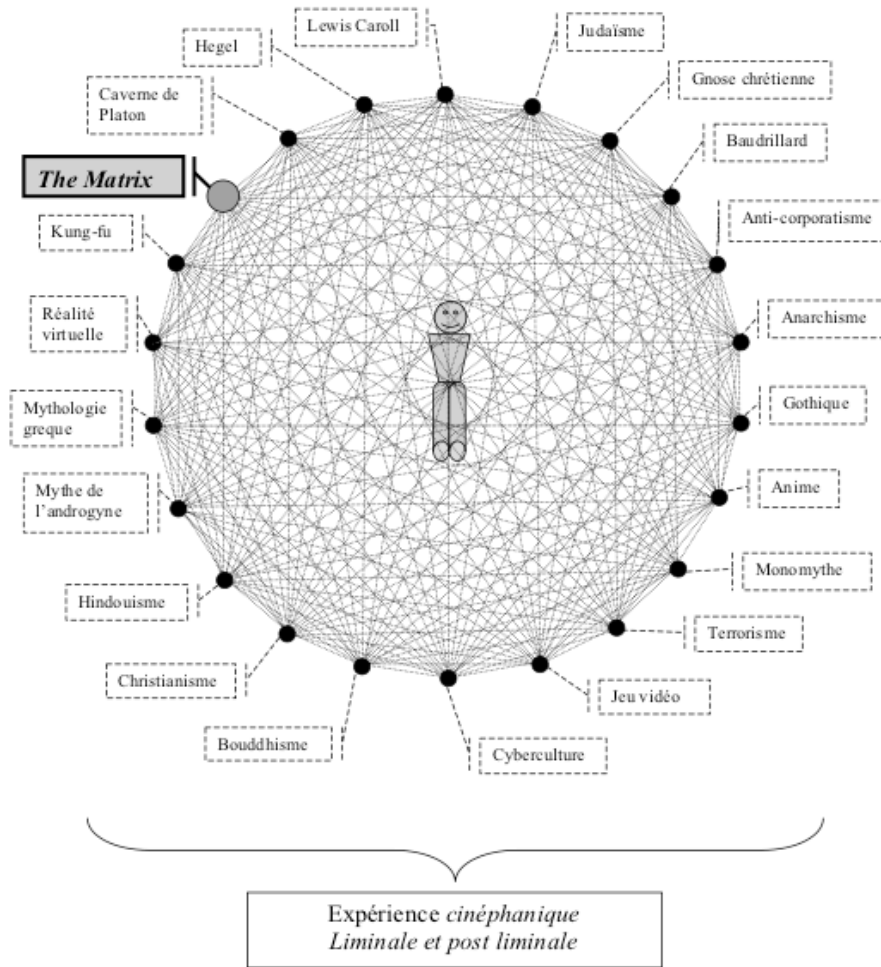 Lewis Caroll
Judaïsme
Hegel
Gnose chrétienne
Caverne de
Platon
Baudrillard
The Matrix
Anti-corporatisme
Kung-fu
Réalité
virtuelle
Anarchisme
Mythologie
greque
Gothique
Mythe de
l'androgyne
Anime
Monomythe
Hindouisme
Terrorisme
Christianisme
Jeu vidéo
Bouddhisme
Cyberculture
Expérience cinéphanique
Liminale et post liminale